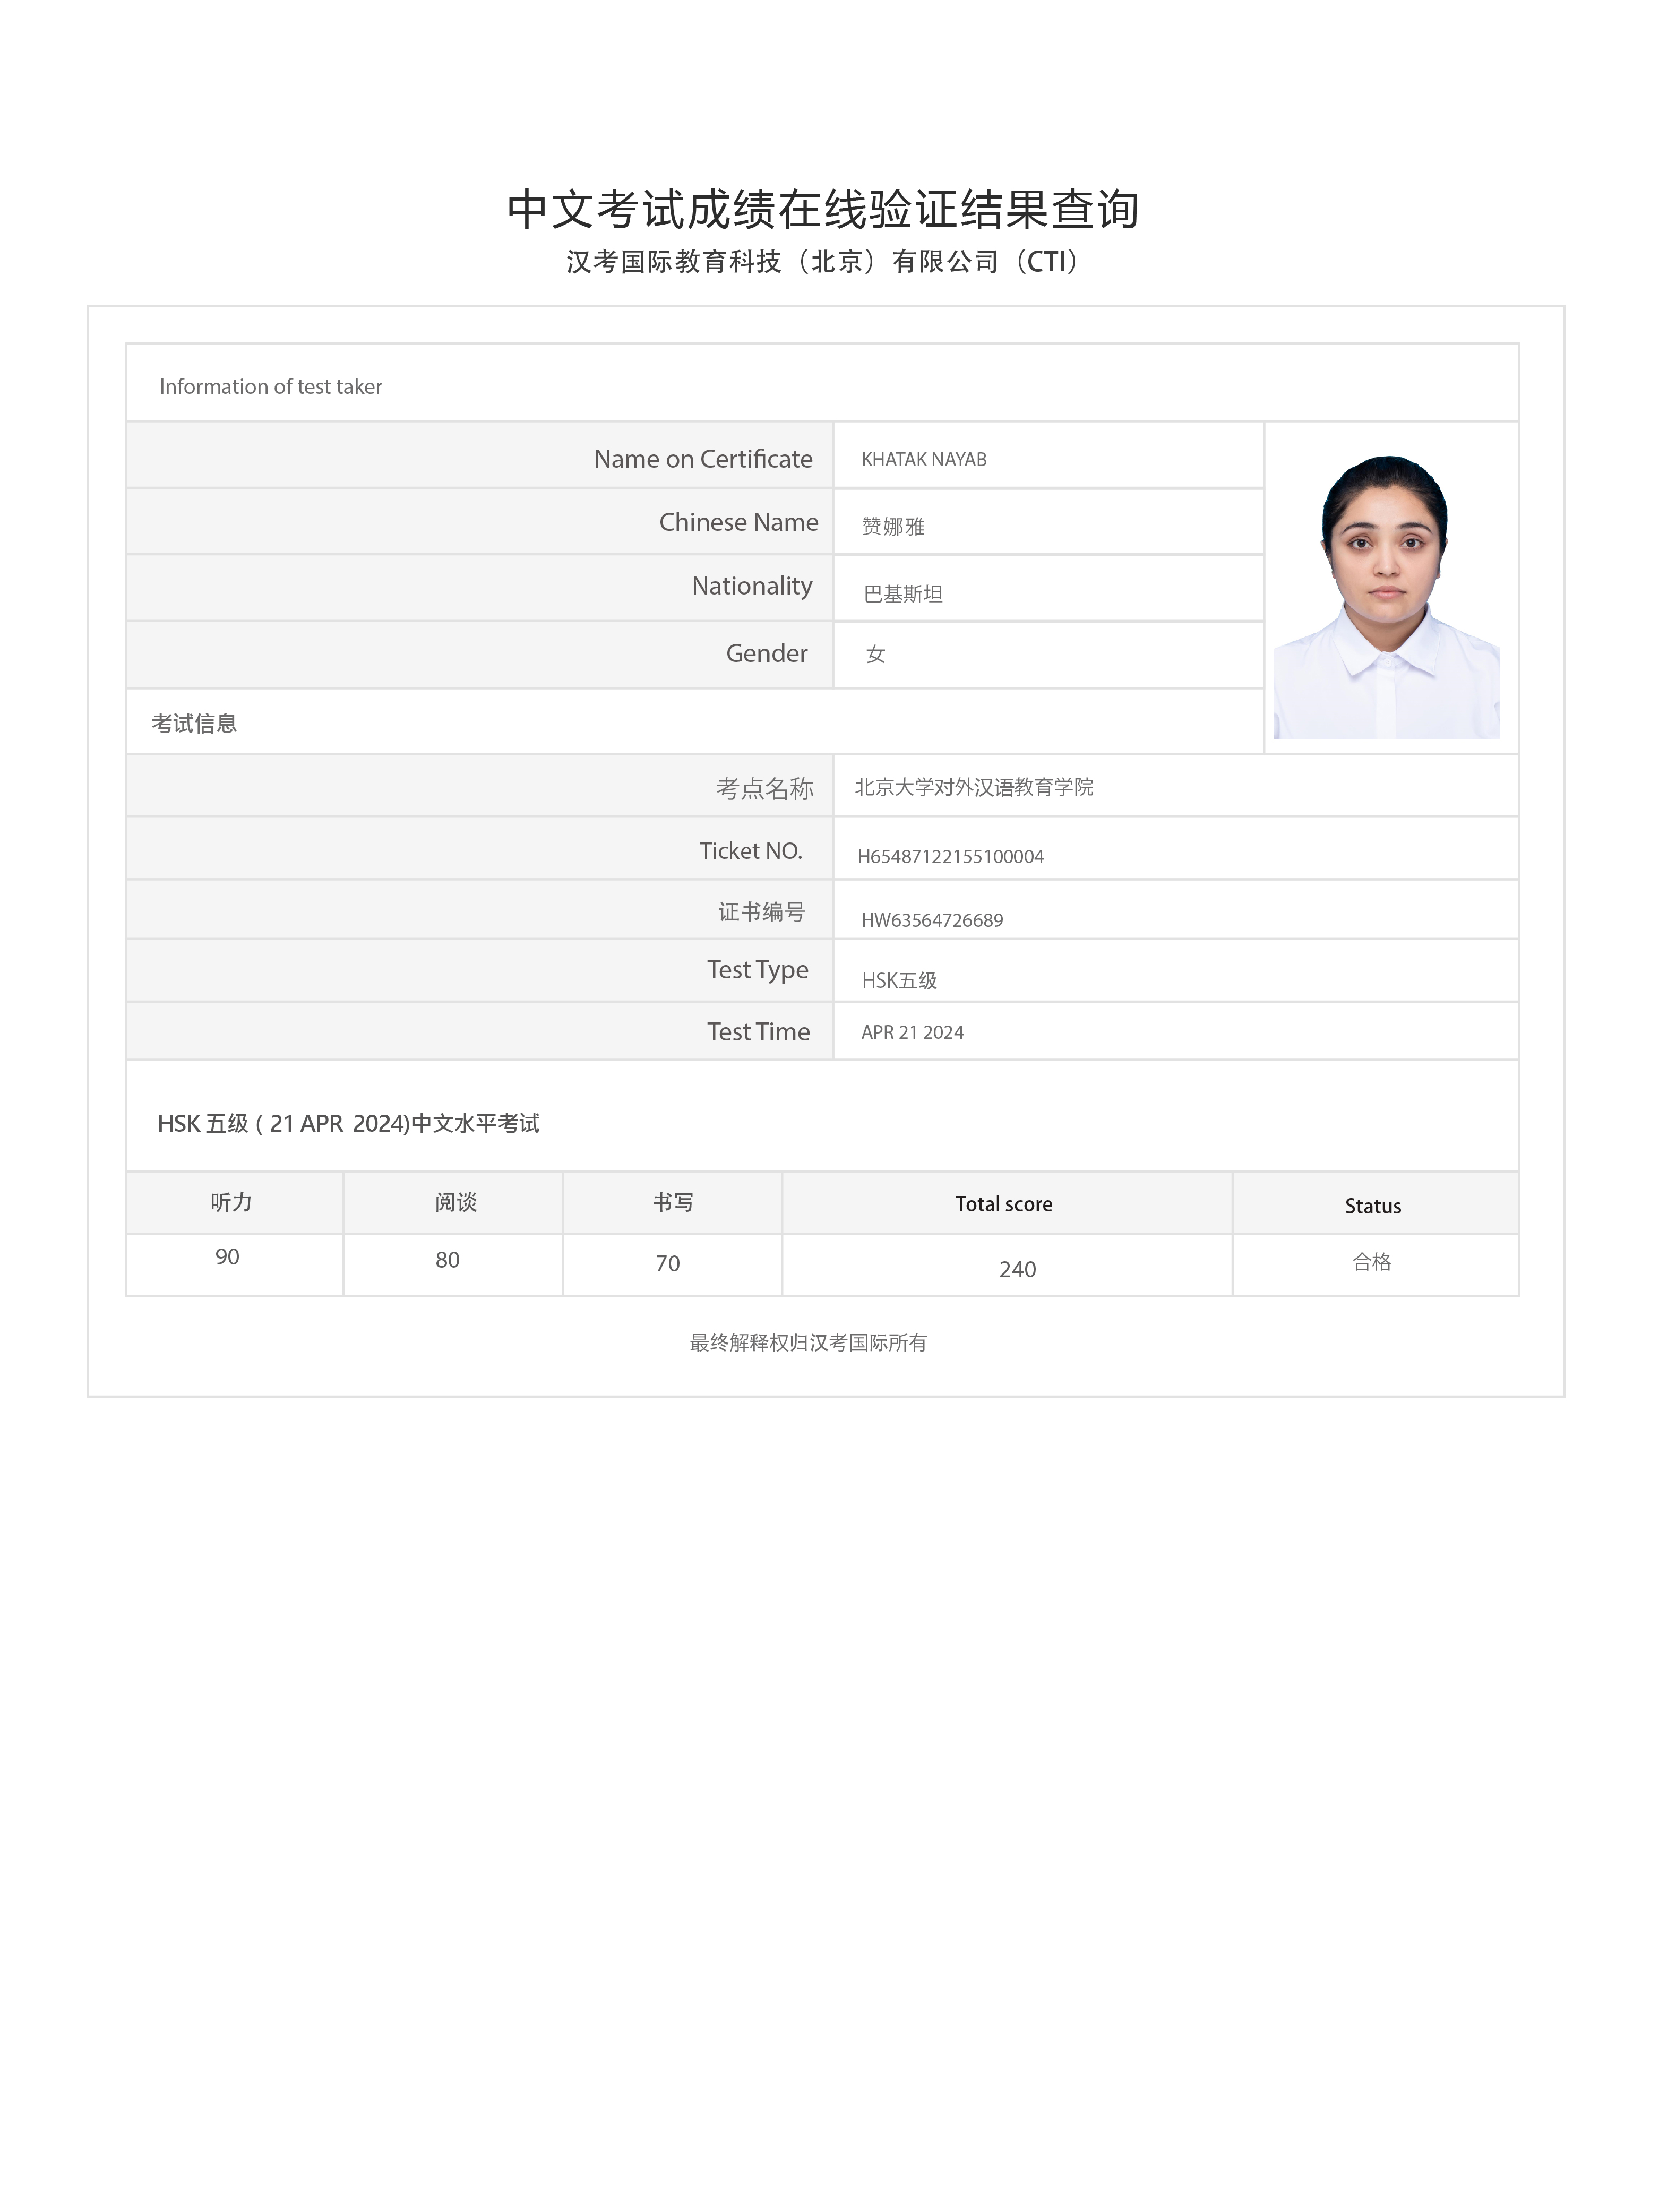 中文考试成绩在线验证结果查询
汉考国际教育科技（北京）有限公司（CTI）
Information of test taker
Name on Certificate KHATAK NAYAB
Chinese Name 赞娜雅
Nationality 巴基斯坦
Gender 女
考试信息
考点名称 北京大学对外汉语教育学院
Ticket NO. H65487122155100004
证书编号 HW63564726689
Test Type HSK五级
Test Time APR 21 2024
HSK 五级 ( 21 APR 2024)中文水平考试
听力 阅谈 书写 Total score Status
90 80 70 240 合格
最终解释权归汉考国际所有